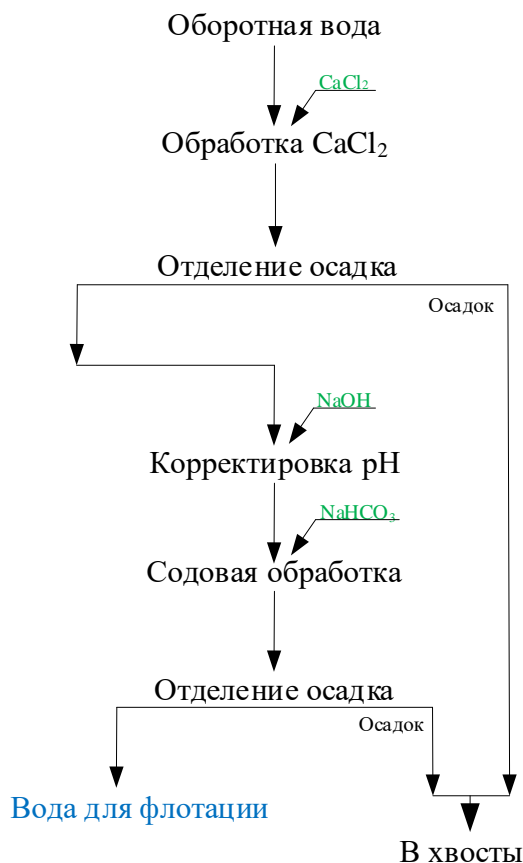 Оборотная вода
CaCl₂
Обработка CaCl₂
Отделение осадка
Осадок
NaOH
Корректировка pH
NaHCO₃
Содовая обработка
Отделение осадка
Осадок
Вода для флотации
В хвосты